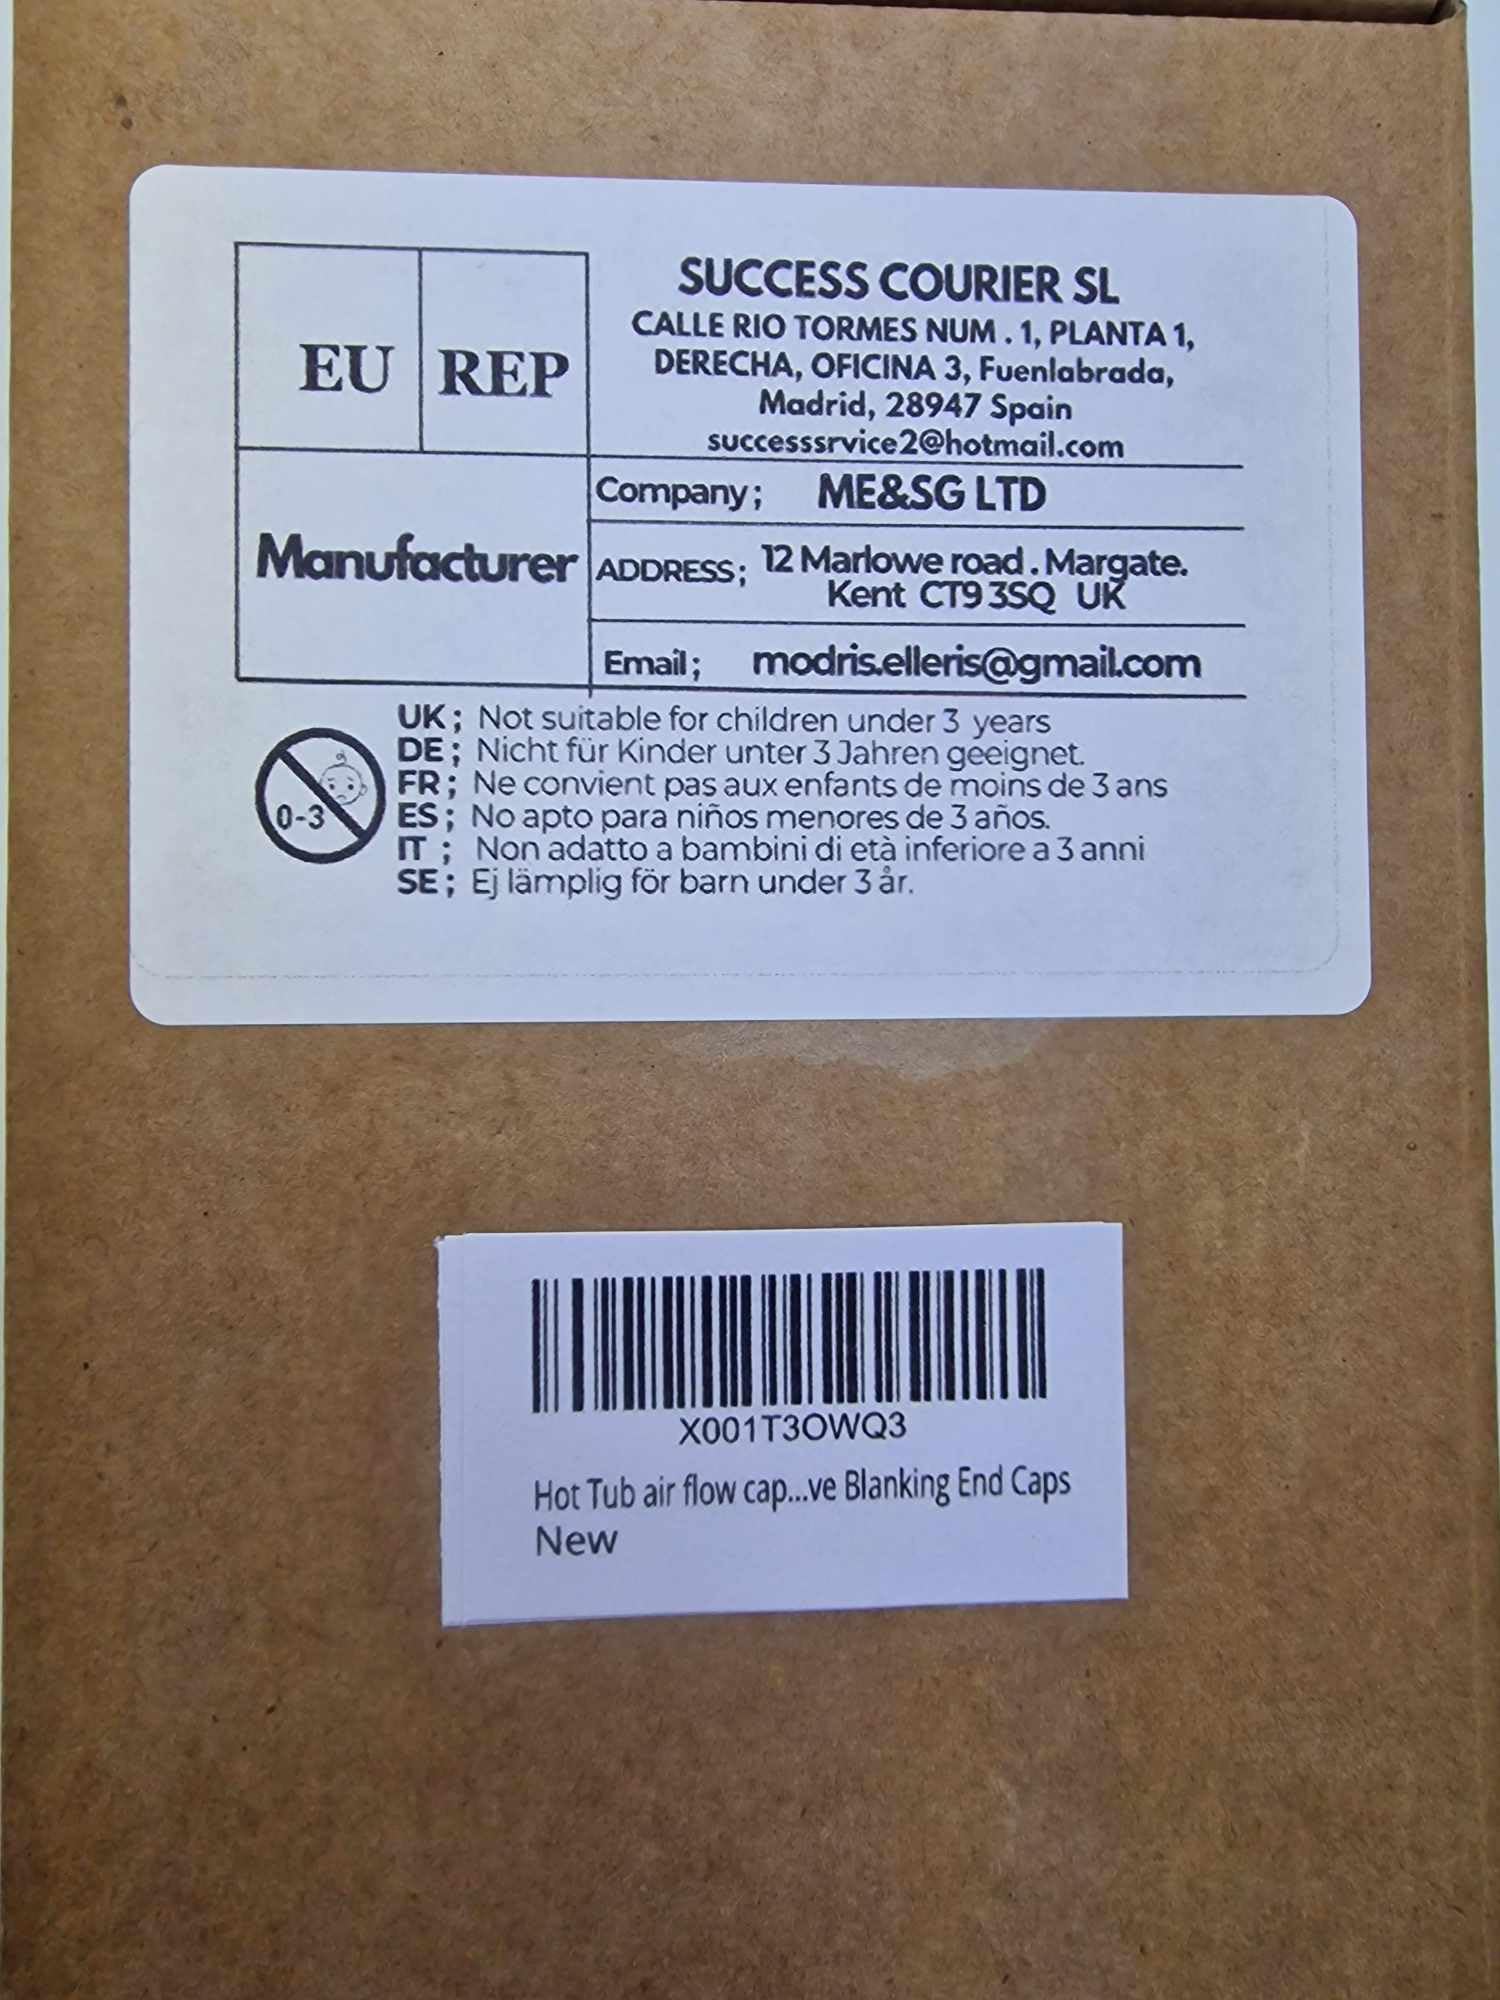 EU REP
SUCCESS COURIER SL
CALLE RIO TORMES NUM . 1, PLANTA 1,
DERECHA, OFICINA 3, Fuenlabrada,
Madrid, 28947 Spain
successsrvice2@hotmail.com
Manufacturer
Company; ME&SG LTD
ADDRESS; 12 Marlowe road . Margate.
Kent CT9 3SQ UK
Email; modris.elleris@gmail.com
0-3
UK; Not suitable for children under 3 years
DE; Nicht für Kinder unter 3 Jahren geeignet.
FR; Ne convient pas aux enfants de moins de 3 ans
ES; No apto para niños menores de 3 años.
IT; Non adatto a bambini di età inferiore a 3 anni
SE; Ej lämplig för barn under 3 år.
X001T3OWQ3
Hot Tub air flow cap...ve Blanking End Caps
New